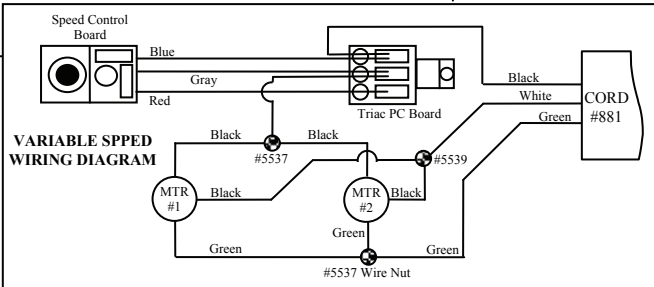 Speed Control
Board
Blue
Gray
Red
Triac PC Board
Black
White
Green
CORD
#881
VARIABLE SPPED
WIRING DIAGRAM
Black
Black
#5537
#5539
MTR
#1
Black
MTR
#2
Black
Green
Green
Green
#5537 Wire Nut